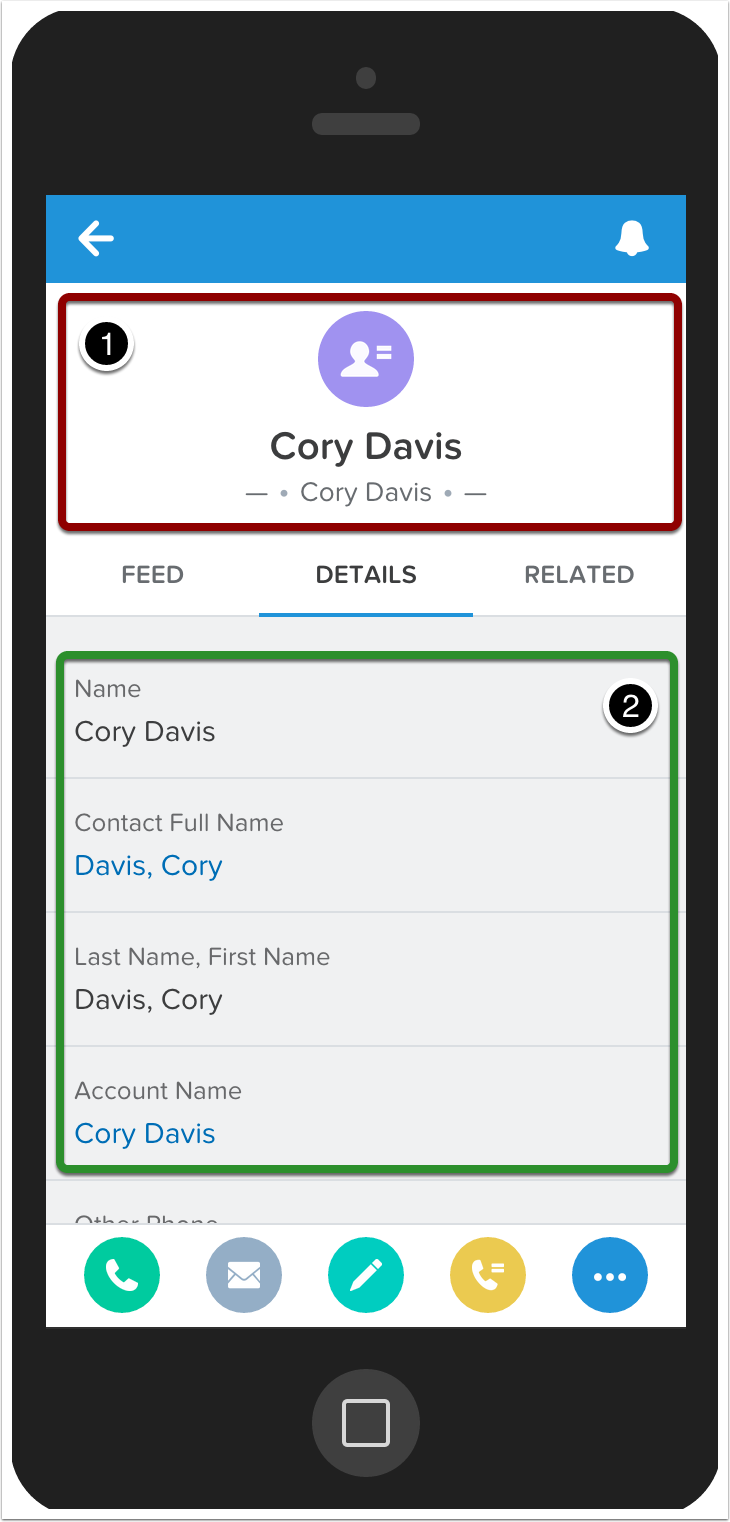 1
Cory Davis
— • Cory Davis • —
FEED DETAILS RELATED
2
Name
Cory Davis
Contact Full Name
Davis, Cory
Last Name, First Name
Davis, Cory
Account Name
Cory Davis
Other Phone